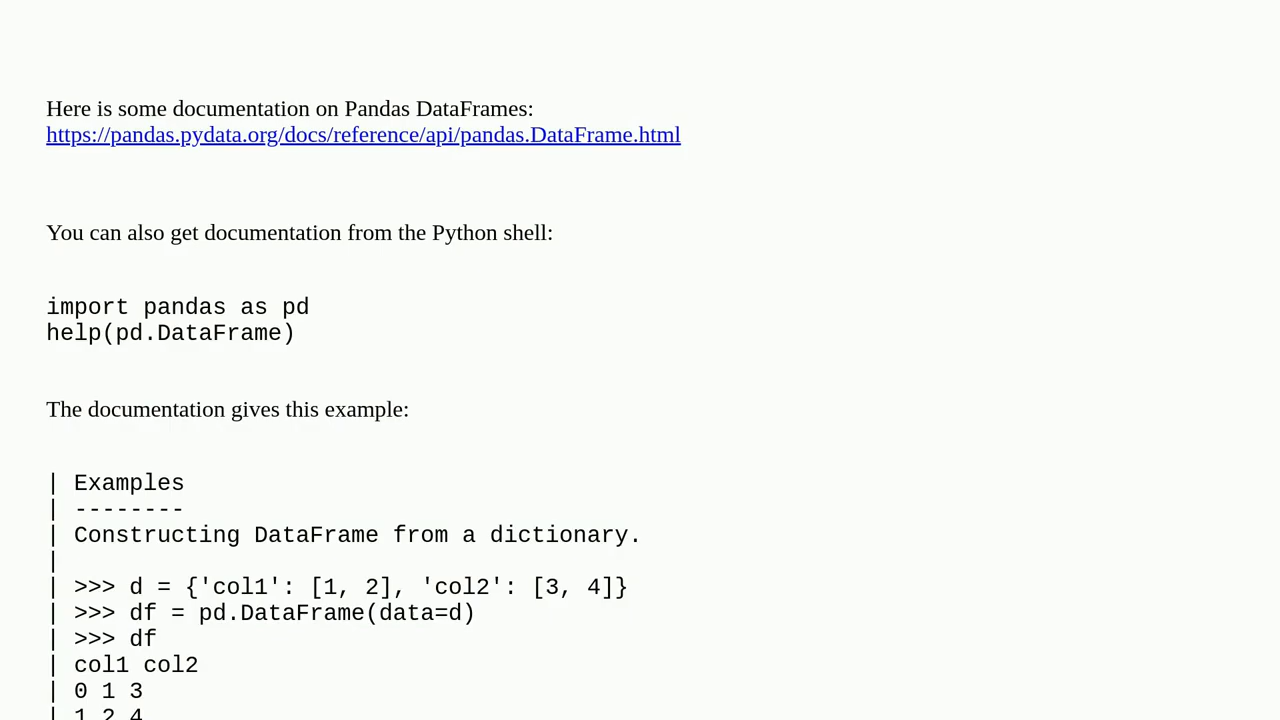 Here is some documentation on Pandas DataFrames:
https://pandas.pydata.org/docs/reference/api/pandas.DataFrame.html
You can also get documentation from the Python shell:
import pandas as pd
help(pd.DataFrame)
The documentation gives this example:
| Examples
| --------
| Constructing DataFrame from a dictionary.
|
| >>> d = {'col1': [1, 2], 'col2': [3, 4]}
| >>> df = pd.DataFrame(data=d)
| >>> df
| col1 col2
| 0 1 3
| 1 2 4